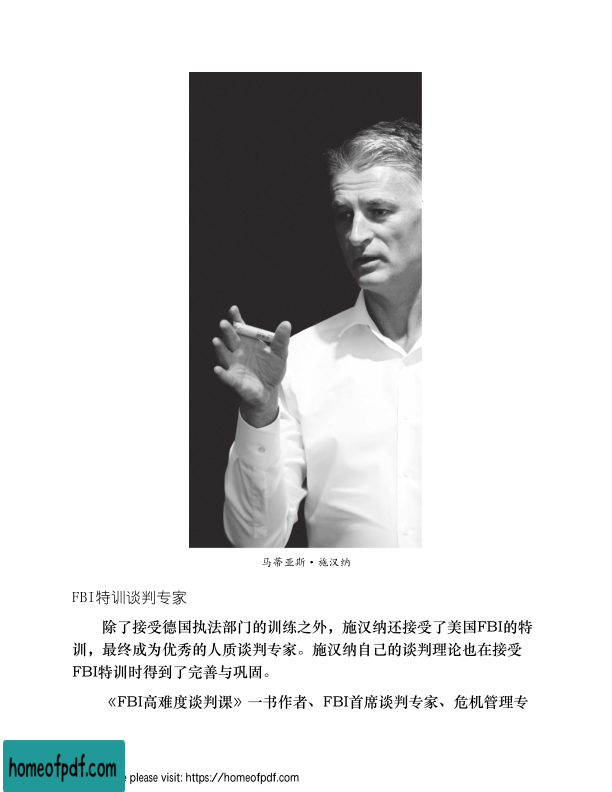 马蒂亚斯·施汉纳
FBI特训谈判专家
除了接受德国执法部门的训练之外，施汉纳还接受了美国FBI的特
训，最终成为优秀的人质谈判专家。施汉纳自己的谈判理论也在接受
FBI特训时得到了完善与巩固。
《FBI高难度谈判课》一书作者、FBI首席谈判专家、危机管理专
homeofpdf.com
please visit: https://homeofpdf.com